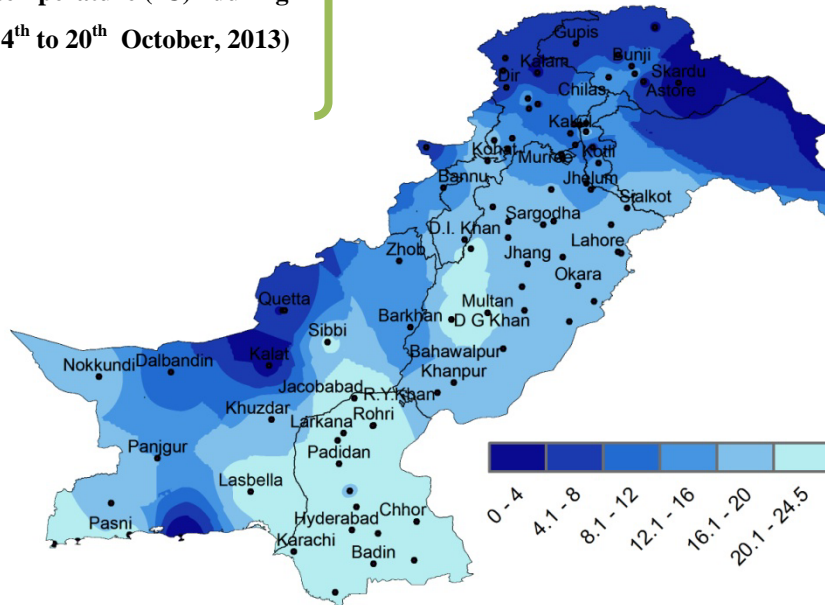 4th to 20th October, 2013)
Gupis
Kalam
Bunji
Dir
Skardu
Chilas
Astore
Kakul
Kohat
Murree
Kotli
Bannu
Jhelum
Sialkot
Sargodha
D.I. Khan
Lahore
Zhob
Jhang
Okara
Quetta
Multan
Barkhan
D G Khan
Sibbi
Bahawalpur
Kalat
Nokkundi
Dalbandin
Khanpur
Jacobabad
R.Y.Khan
Khuzdar
Larkana
Rohri
Panjgur
Padidan
Lasbella
Chhor
Pasni
Hyderabad
Karachi
Badin
0 - 4
4.1 - 8
8.1 - 12
12.1 - 16
16.1 - 20
20.1 - 24.5